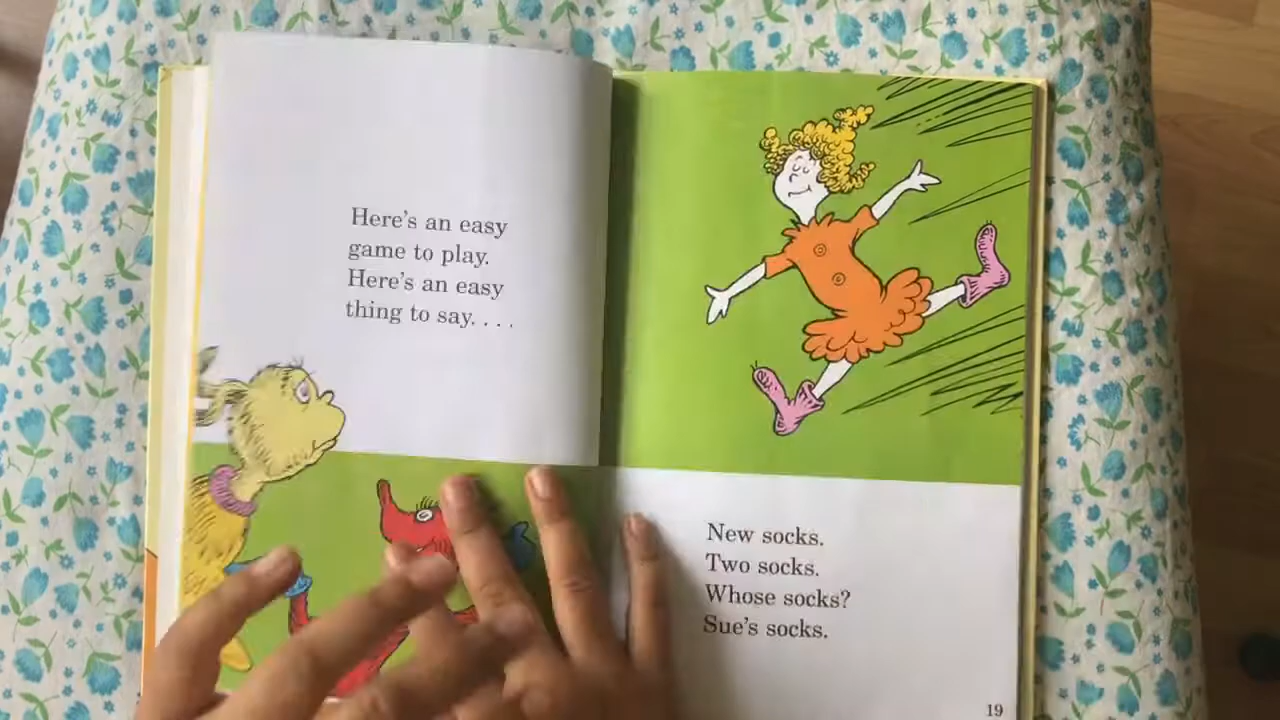 Here's an easy
game to play.
Here's an easy
thing to say. . . .
New socks.
Two socks.
Whose socks?
Sue's socks.
19